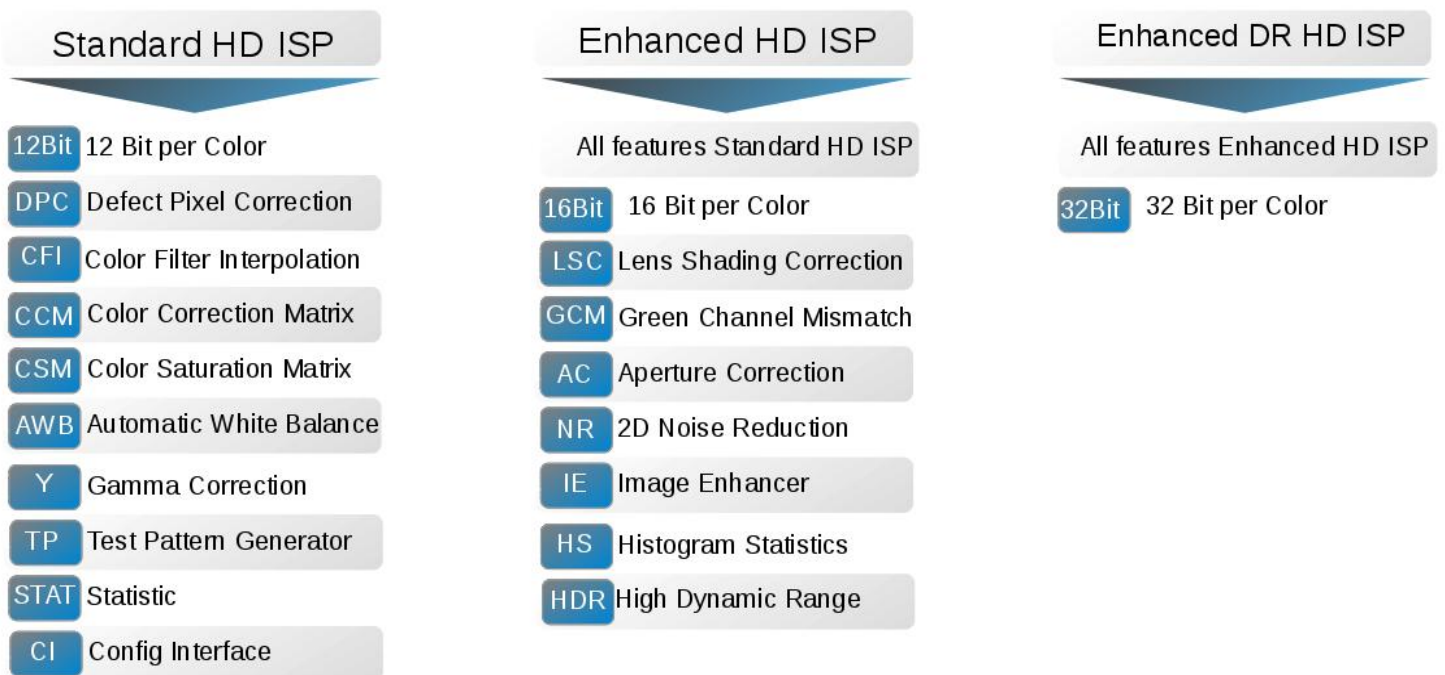 Standard HD ISP
12Bit 12 Bit per Color
DPC Defect Pixel Correction
CFI Color Filter Interpolation
CCM Color Correction Matrix
CSM Color Saturation Matrix
AWB Automatic White Balance
Y Gamma Correction
TP Test Pattern Generator
STAT Statistic
CI Config Interface
Enhanced HD ISP
All features Standard HD ISP
16Bit 16 Bit per Color
LSC Lens Shading Correction
GCM Green Channel Mismatch
AC Aperture Correction
NR 2D Noise Reduction
IE Image Enhancer
HS Histogram Statistics
HDR High Dynamic Range
Enhanced DR HD ISP
All features Enhanced HD ISP
32Bit 32 Bit per Color